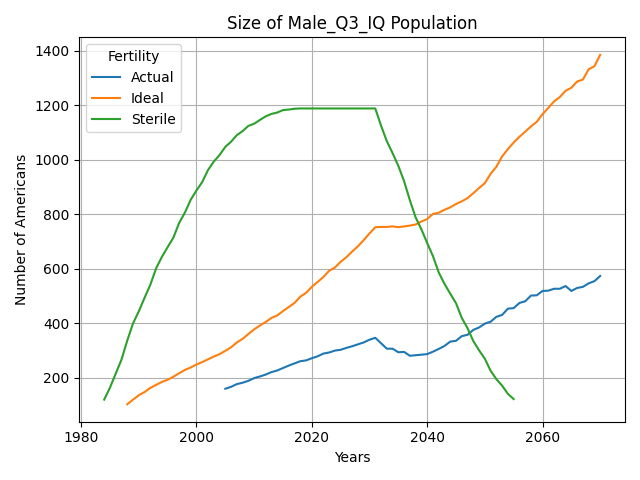 Size of Male_Q3_IQ Population
Fertility
Actual
Ideal
Sterile
Number of Americans
1400
1200
1000
800
600
400
200
1980
2000
2020
2040
2060
Years